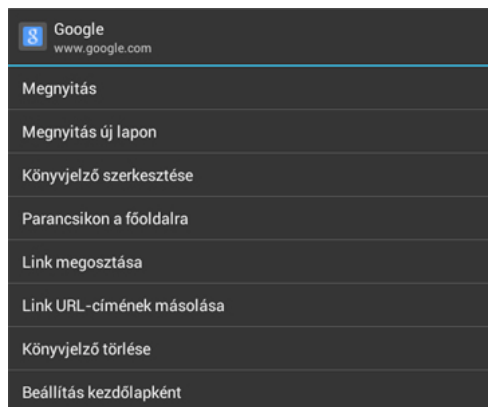 Google
www.google.com
Megnyitás
Megnyitás új lapon
Könyvjelző szerkesztése
Parancsikon a főoldalra
Link megosztása
Link URL-címének másolása
Könyvjelző törlése
Beállítás kezdőlapként